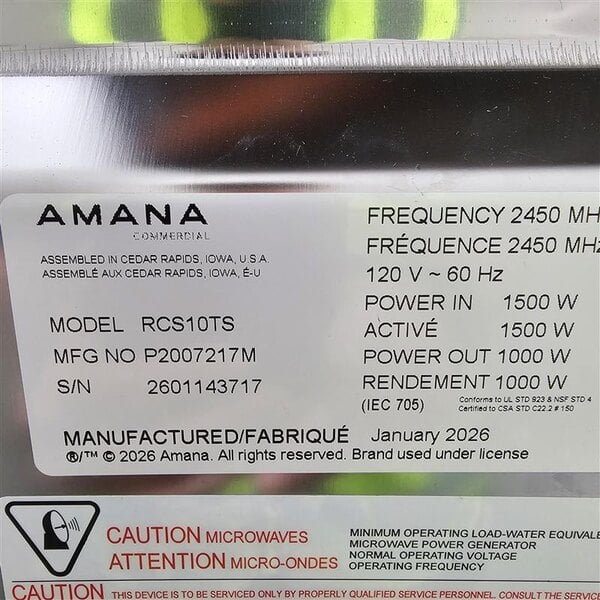 AMANA
COMMERCIAL
ASSEMBLED IN CEDAR RAPIDS, IOWA, U.S.A.
ASSEMBLÉ AUX CEDAR RAPIDS, IOWA, É-U
MODEL RCS10TS
MFG NO P2007217M
S/N 2601143717
FREQUENCY 2450 MH
FRÉQUENCE 2450 MHz
120 V ~ 60 Hz
POWER IN 1500 W
ACTIVÉ 1500 W
POWER OUT 1000 W
RENDEMENT 1000 W
(IEC 705)
Conforms to UL STD 923 & NSF STD 4
Certified to CSA STD C22.2 # 150
MANUFACTURED/FABRIQUÉ January 2026
®/™ © 2026 Amana. All rights reserved. Brand used under license
CAUTION MICROWAVES
ATTENTION MICRO-ONDES
MINIMUM OPERATING LOAD-WATER EQUIVALE
MICROWAVE POWER GENERATOR
NORMAL OPERATING VOLTAGE
OPERATING FREQUENCY
CAUTION THIS DEVICE IS TO BE SERVICED ONLY BY PROPERLY QUALIFIED SERVICE PERSONNEL. CONSULT THE SERVICE